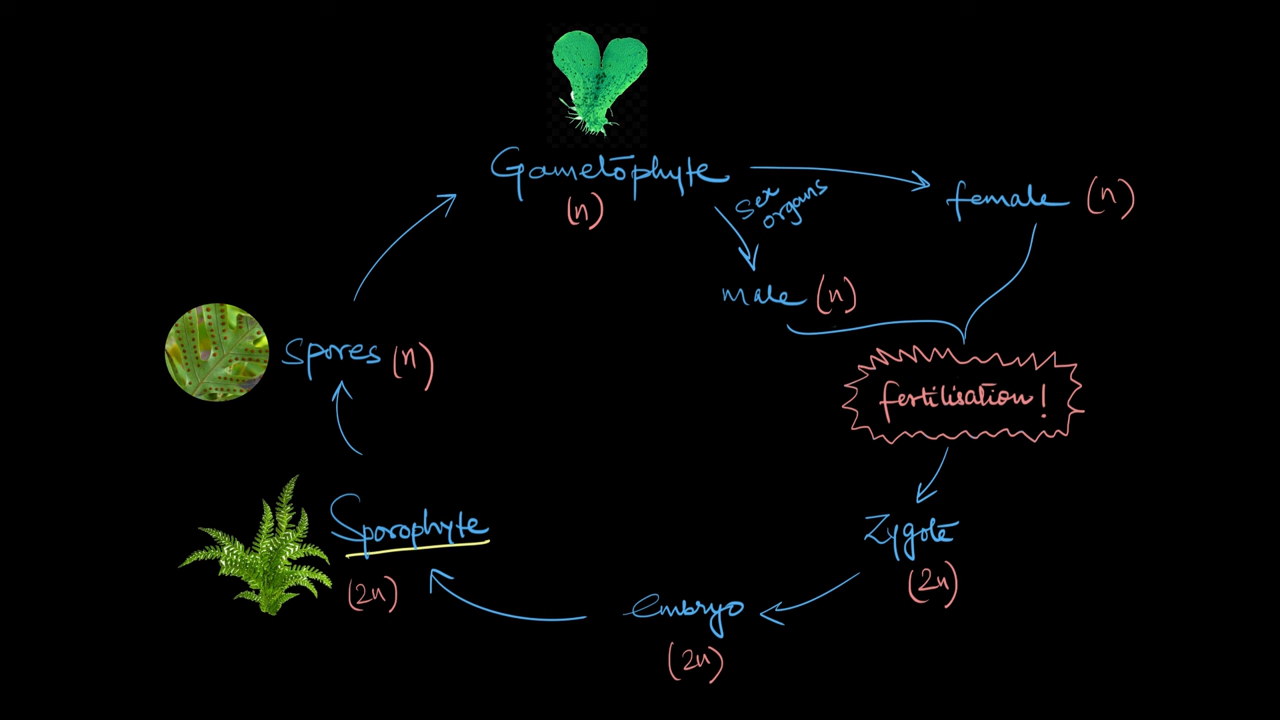 Gametophyte
(n)
sex
organs
female (n)
male (n)
fertilisation!
Zygote
(2n)
embryo
(2n)
Sporophyte
(2n)
Spores (n)